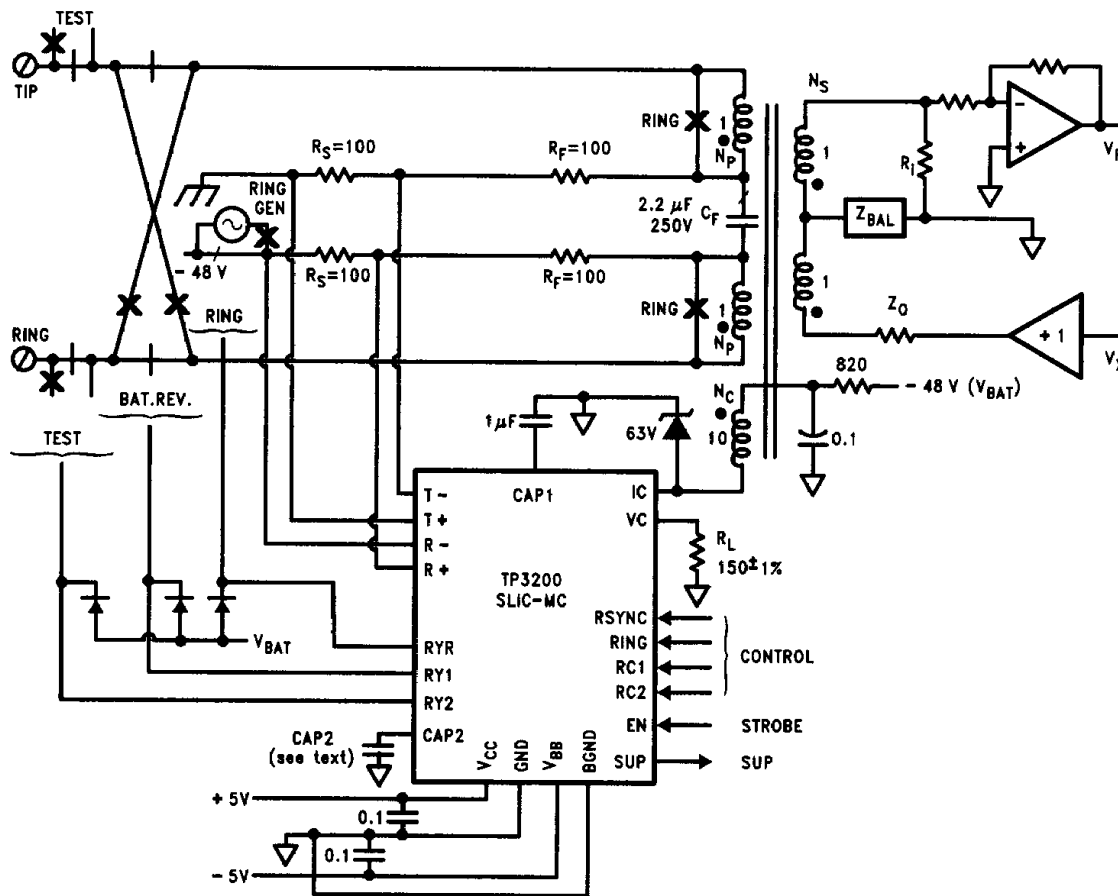 TEST
TIP
RING
N_P
1
N_S
1
R_I
V_R
R_S=100
R_F=100
RING GEN
2.2 μF
250V
C_F
Z_BAL
- 48 V
R_S=100
R_F=100
RING
1
N_P
1
Z_O
+1
RING
RING
BAT.REV.
TEST
N_C
10
820
- 48 V (V_BAT)
0.1
1μF
63V
CAP1
IC
VC
T -
T +
R -
R +
TP3200
SLIC-MC
R_L
150±1%
V_BAT
RYR
RY1
RY2
CAP2
RSYNC
RING
RC1
RC2
CONTROL
EN
STROBE
SUP
SUP
CAP2
(see text)
V_CC
GND
V_BB
BGND
+ 5V
0.1
0.1
- 5V